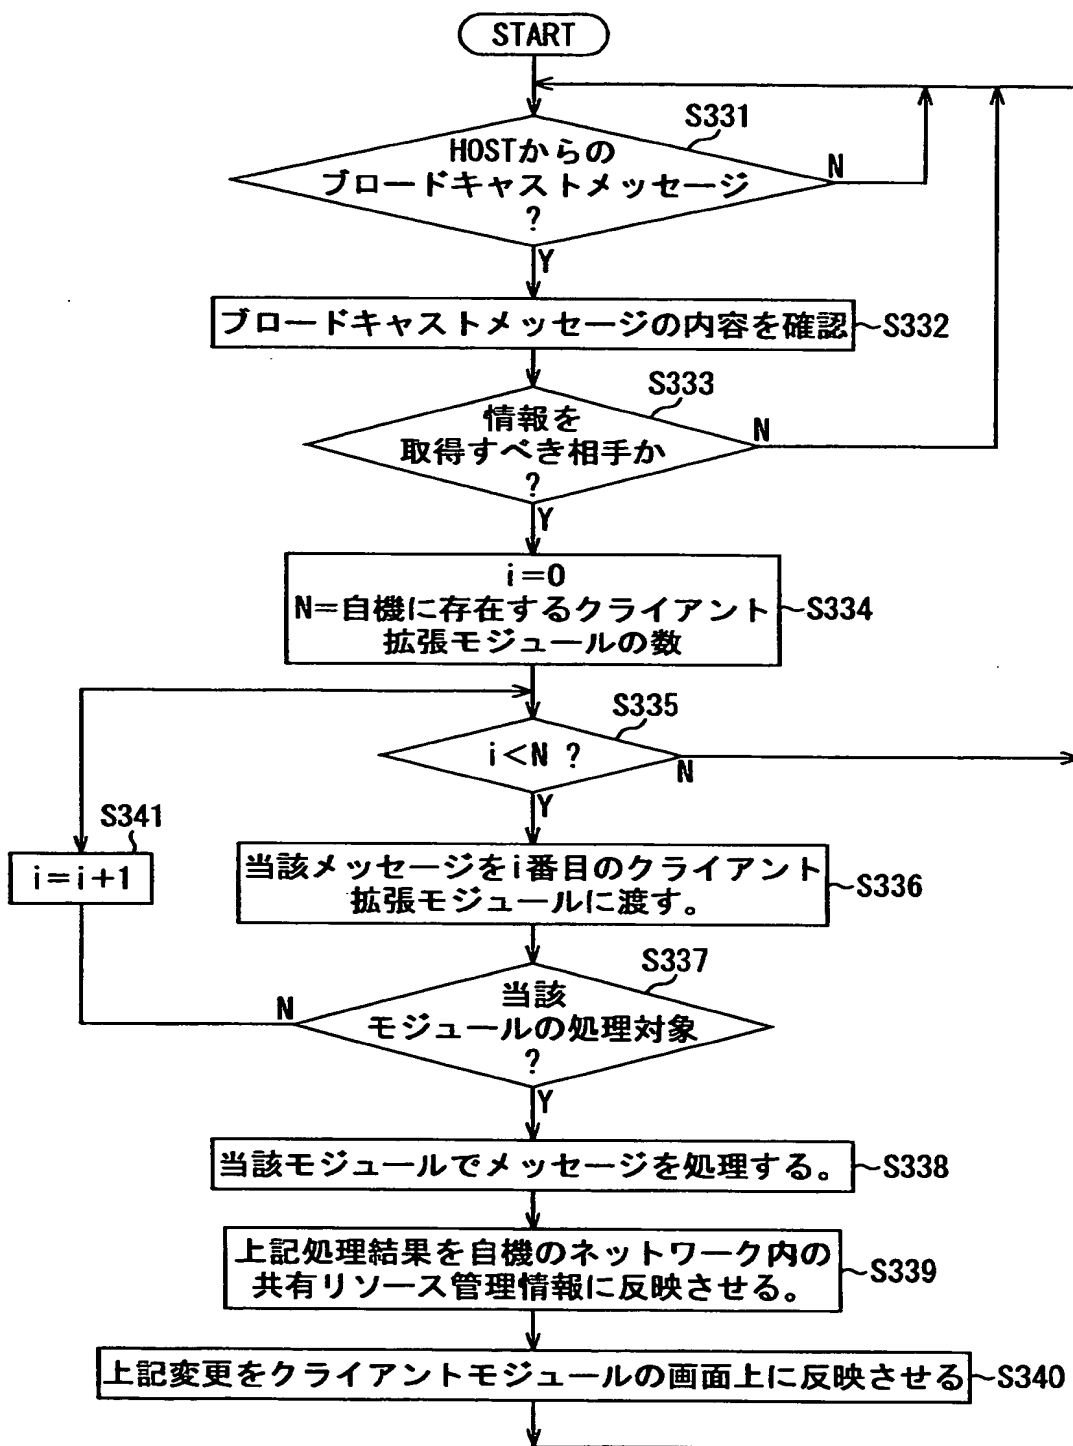 START
S331
HOSTからの
ブロードキャストメッセージ
?
N
Y
ブロードキャストメッセージの内容を確認
S332
S333
情報を
取得すべき相手か
?
N
Y
i=0
N=自機に存在するクライアント
拡張モジュールの数
S334
S335
i<N ?
N
Y
S341
i=i+1
当該メッセージをi番目のクライアント
拡張モジュールに渡す。
S336
S337
当該
モジュールの処理対象
?
N
Y
当該モジュールでメッセージを処理する。
S338
上記処理結果を自機のネットワーク内の
共有リソース管理情報に反映させる。
S339
上記変更をクライアントモジュールの画面上に反映させる
S340